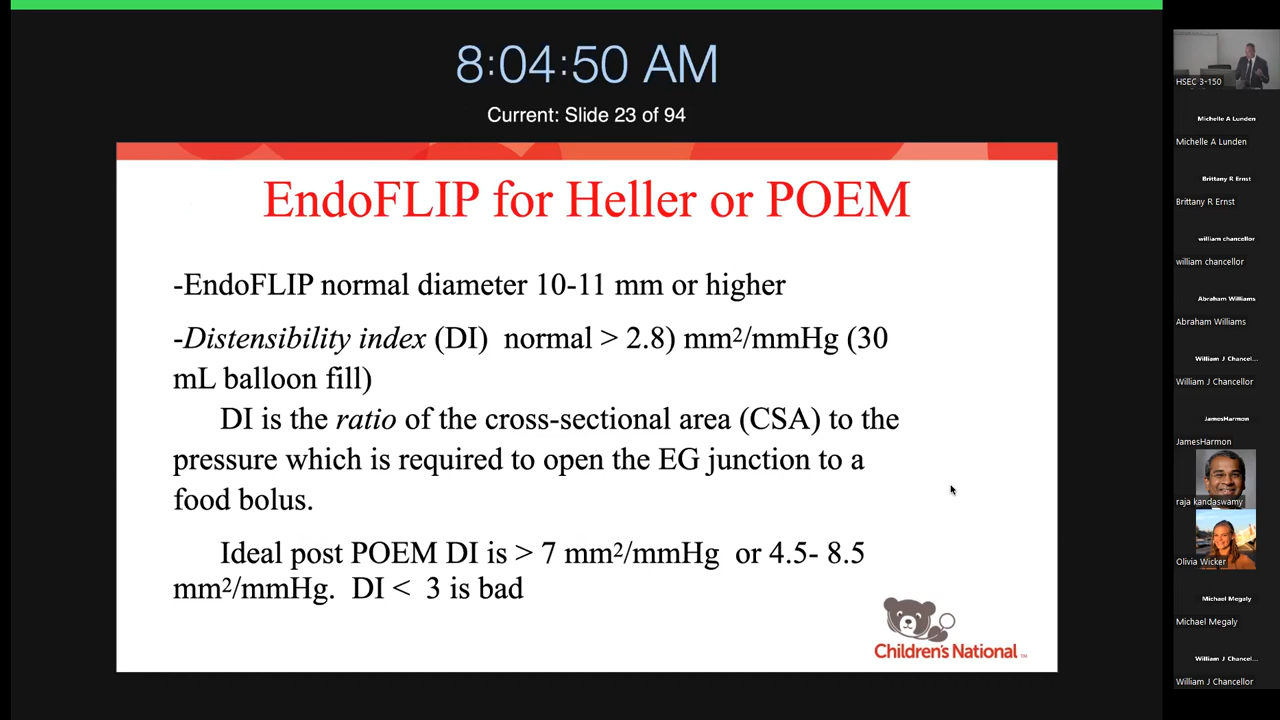 8:04:50 AM
Current: Slide 23 of 94
EndoFLIP for Heller or POEM
-EndoFLIP normal diameter 10-11 mm or higher
-Distensibility index (DI)  normal > 2.8) mm²/mmHg (30
mL balloon fill)
DI is the ratio of the cross-sectional area (CSA) to the
pressure which is required to open the EG junction to a
food bolus.
Ideal post POEM DI is > 7 mm²/mmHg  or 4.5- 8.5
mm²/mmHg.  DI <  3 is bad
Children's National™
HSEC 3-150
Michelle A Lunden
Michelle A Lunden
Brittany R Ernst
Brittany R Ernst
william chancellor
william chancellor
Abraham Williams
Abraham Williams
William J Chancel...
William J Chancellor
JamesHarmon
JamesHarmon
raja kandaswamy
Olivia Wicker
Michael Megaly
Michael Megaly
William J Chancel...
William J Chancellor